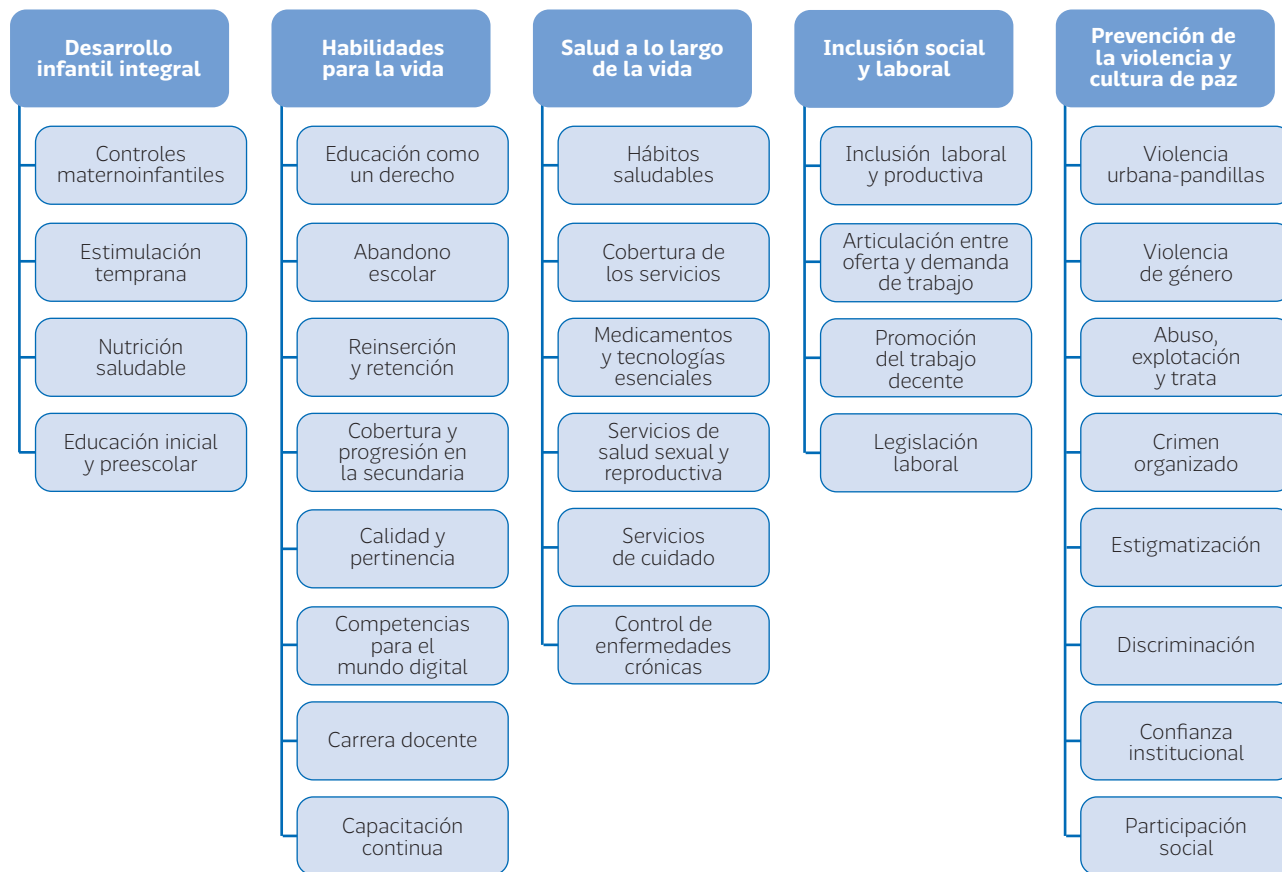 Desarrollo
infantil integral
Controles
maternoinfantiles
Estimulación
temprana
Nutrición
saludable
Educación inicial
y preescolar
Habilidades
para la vida
Educación como
un derecho
Abandono
escolar
Reinserción
y retención
Cobertura y
progresión en
la secundaria
Calidad y
pertinencia
Competencias
para el
mundo digital
Carrera docente
Capacitación
continua
Salud a lo largo
de la vida
Hábitos
saludables
Cobertura de
los servicios
Medicamentos
y tecnologías
esenciales
Servicios de
salud sexual y
reproductiva
Servicios
de cuidado
Control de
enfermedades
crónicas
Inclusión social
y laboral
Inclusión laboral
y productiva
Articulación entre
oferta y demanda
de trabajo
Promoción
del trabajo
decente
Legislación
laboral
Prevención de
la violencia y
cultura de paz
Violencia
urbana-pandillas
Violencia
de género
Abuso,
explotación
y trata
Crimen
organizado
Estigmatización
Discriminación
Confianza
institucional
Participación
social